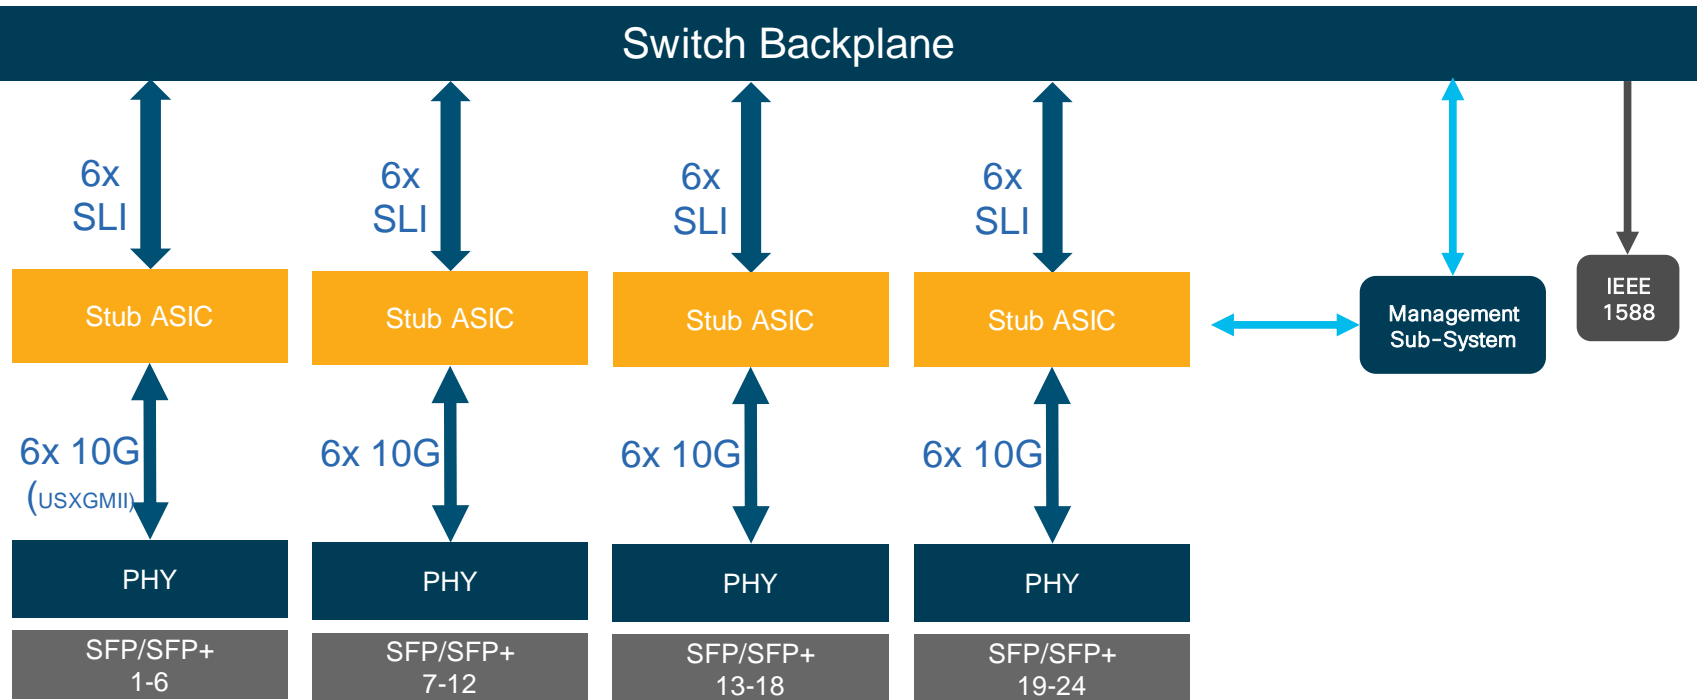 Switch Backplane
6x
SLI
6x
SLI
6x
SLI
6x
SLI
Stub ASIC
Stub ASIC
Stub ASIC
Stub ASIC
Management
Sub-System
IEEE
1588
6x 10G
(USXGMII)
6x 10G
6x 10G
6x 10G
PHY
PHY
PHY
PHY
SFP/SFP+
1-6
SFP/SFP+
7-12
SFP/SFP+
13-18
SFP/SFP+
19-24